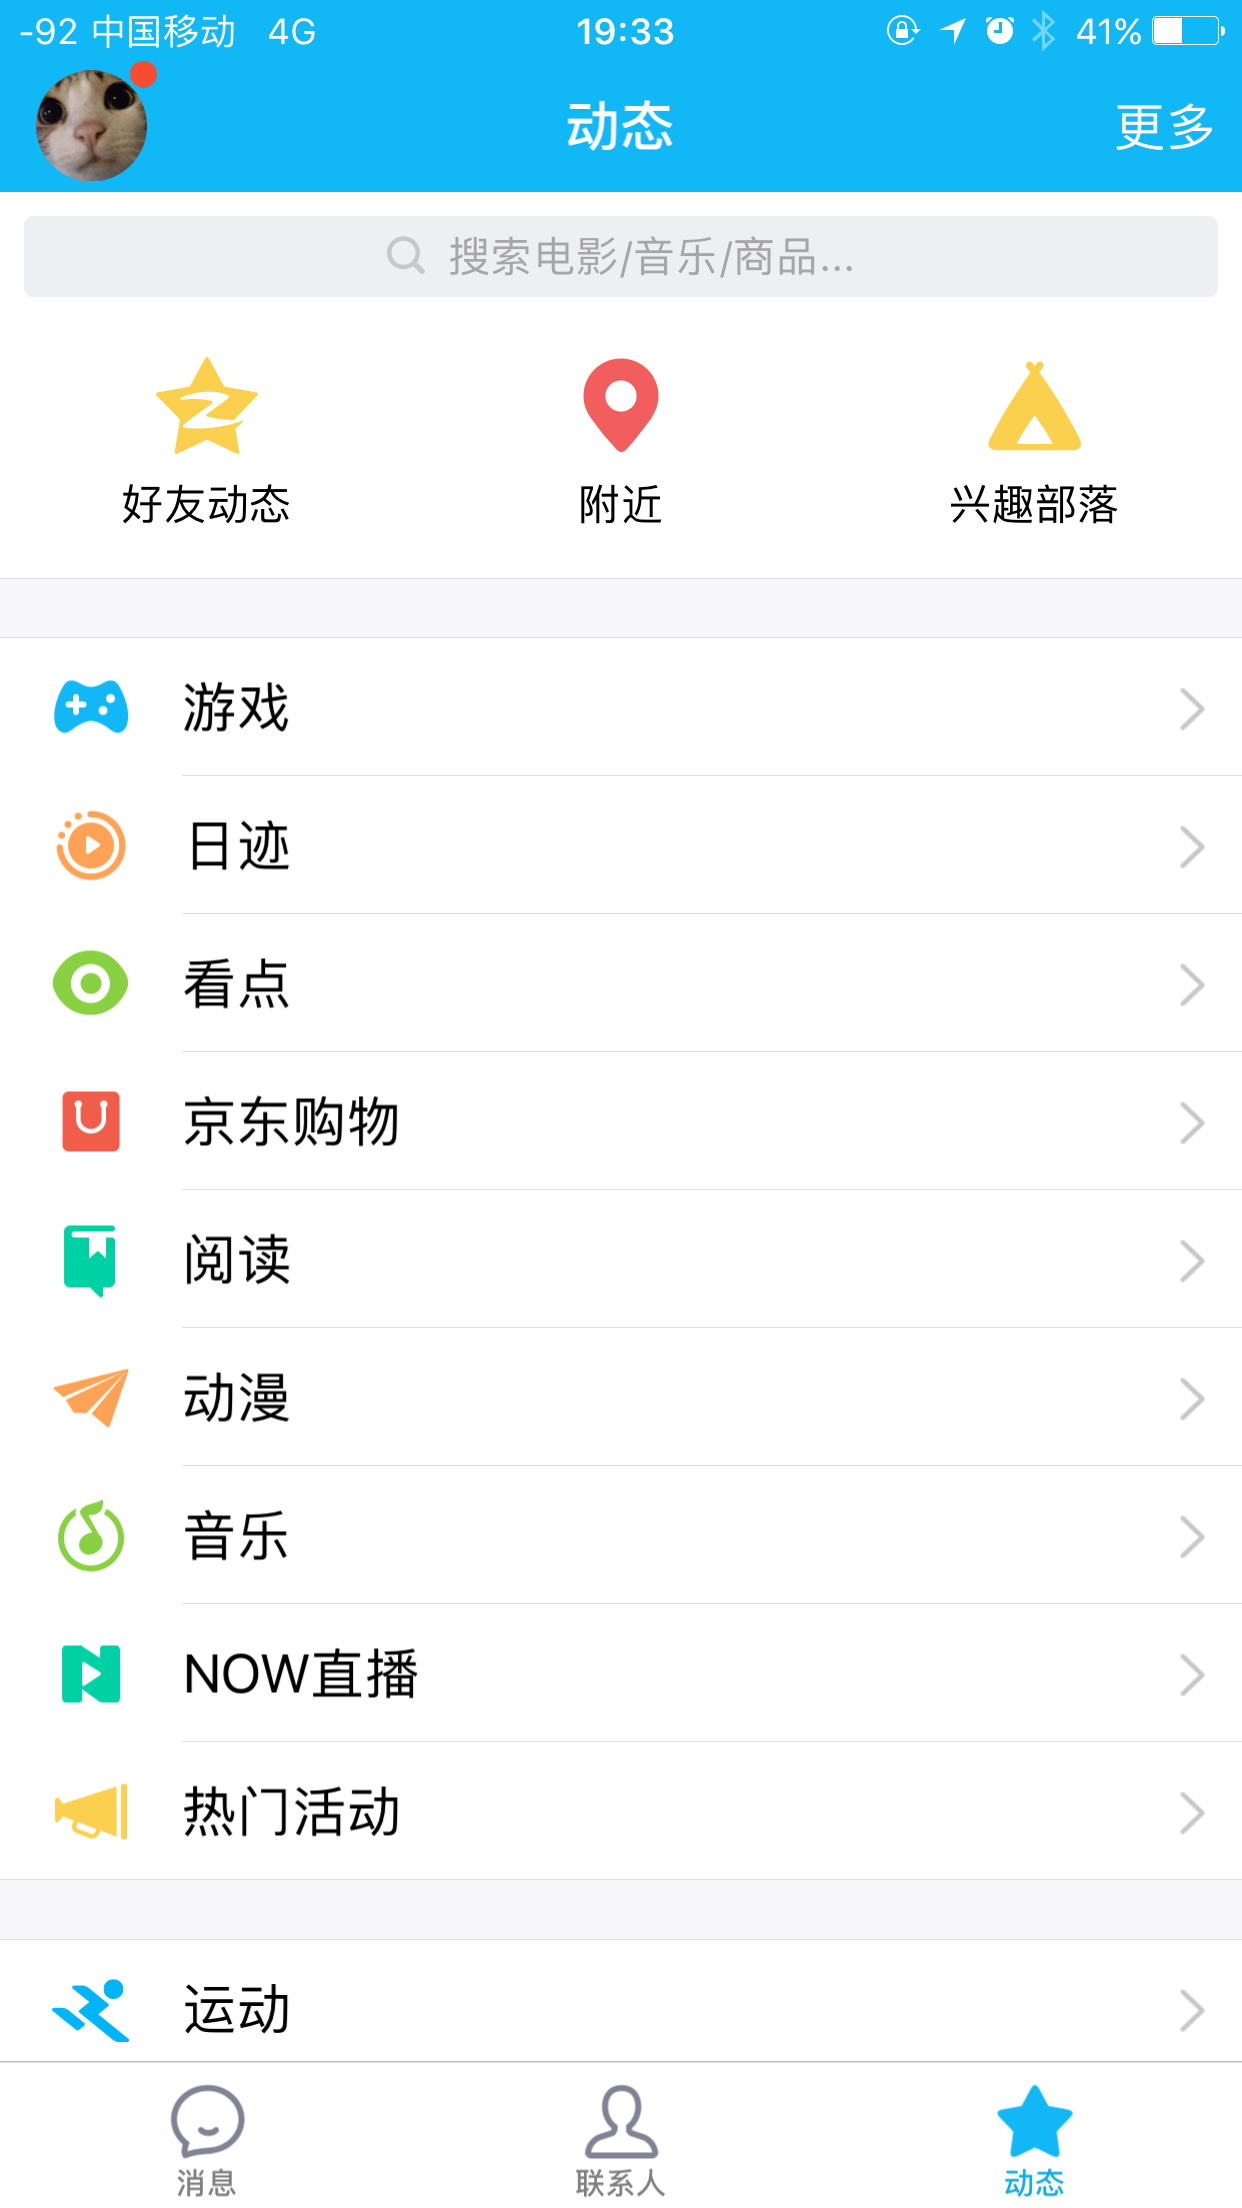 -92 中国移动 4G 19:33 41%
动态 更多
搜索电影/音乐/商品...
好友动态 附近 兴趣部落
游戏
日迹
看点
京东购物
阅读
动漫
音乐
NOW直播
热门活动
运动
消息 联系人 动态